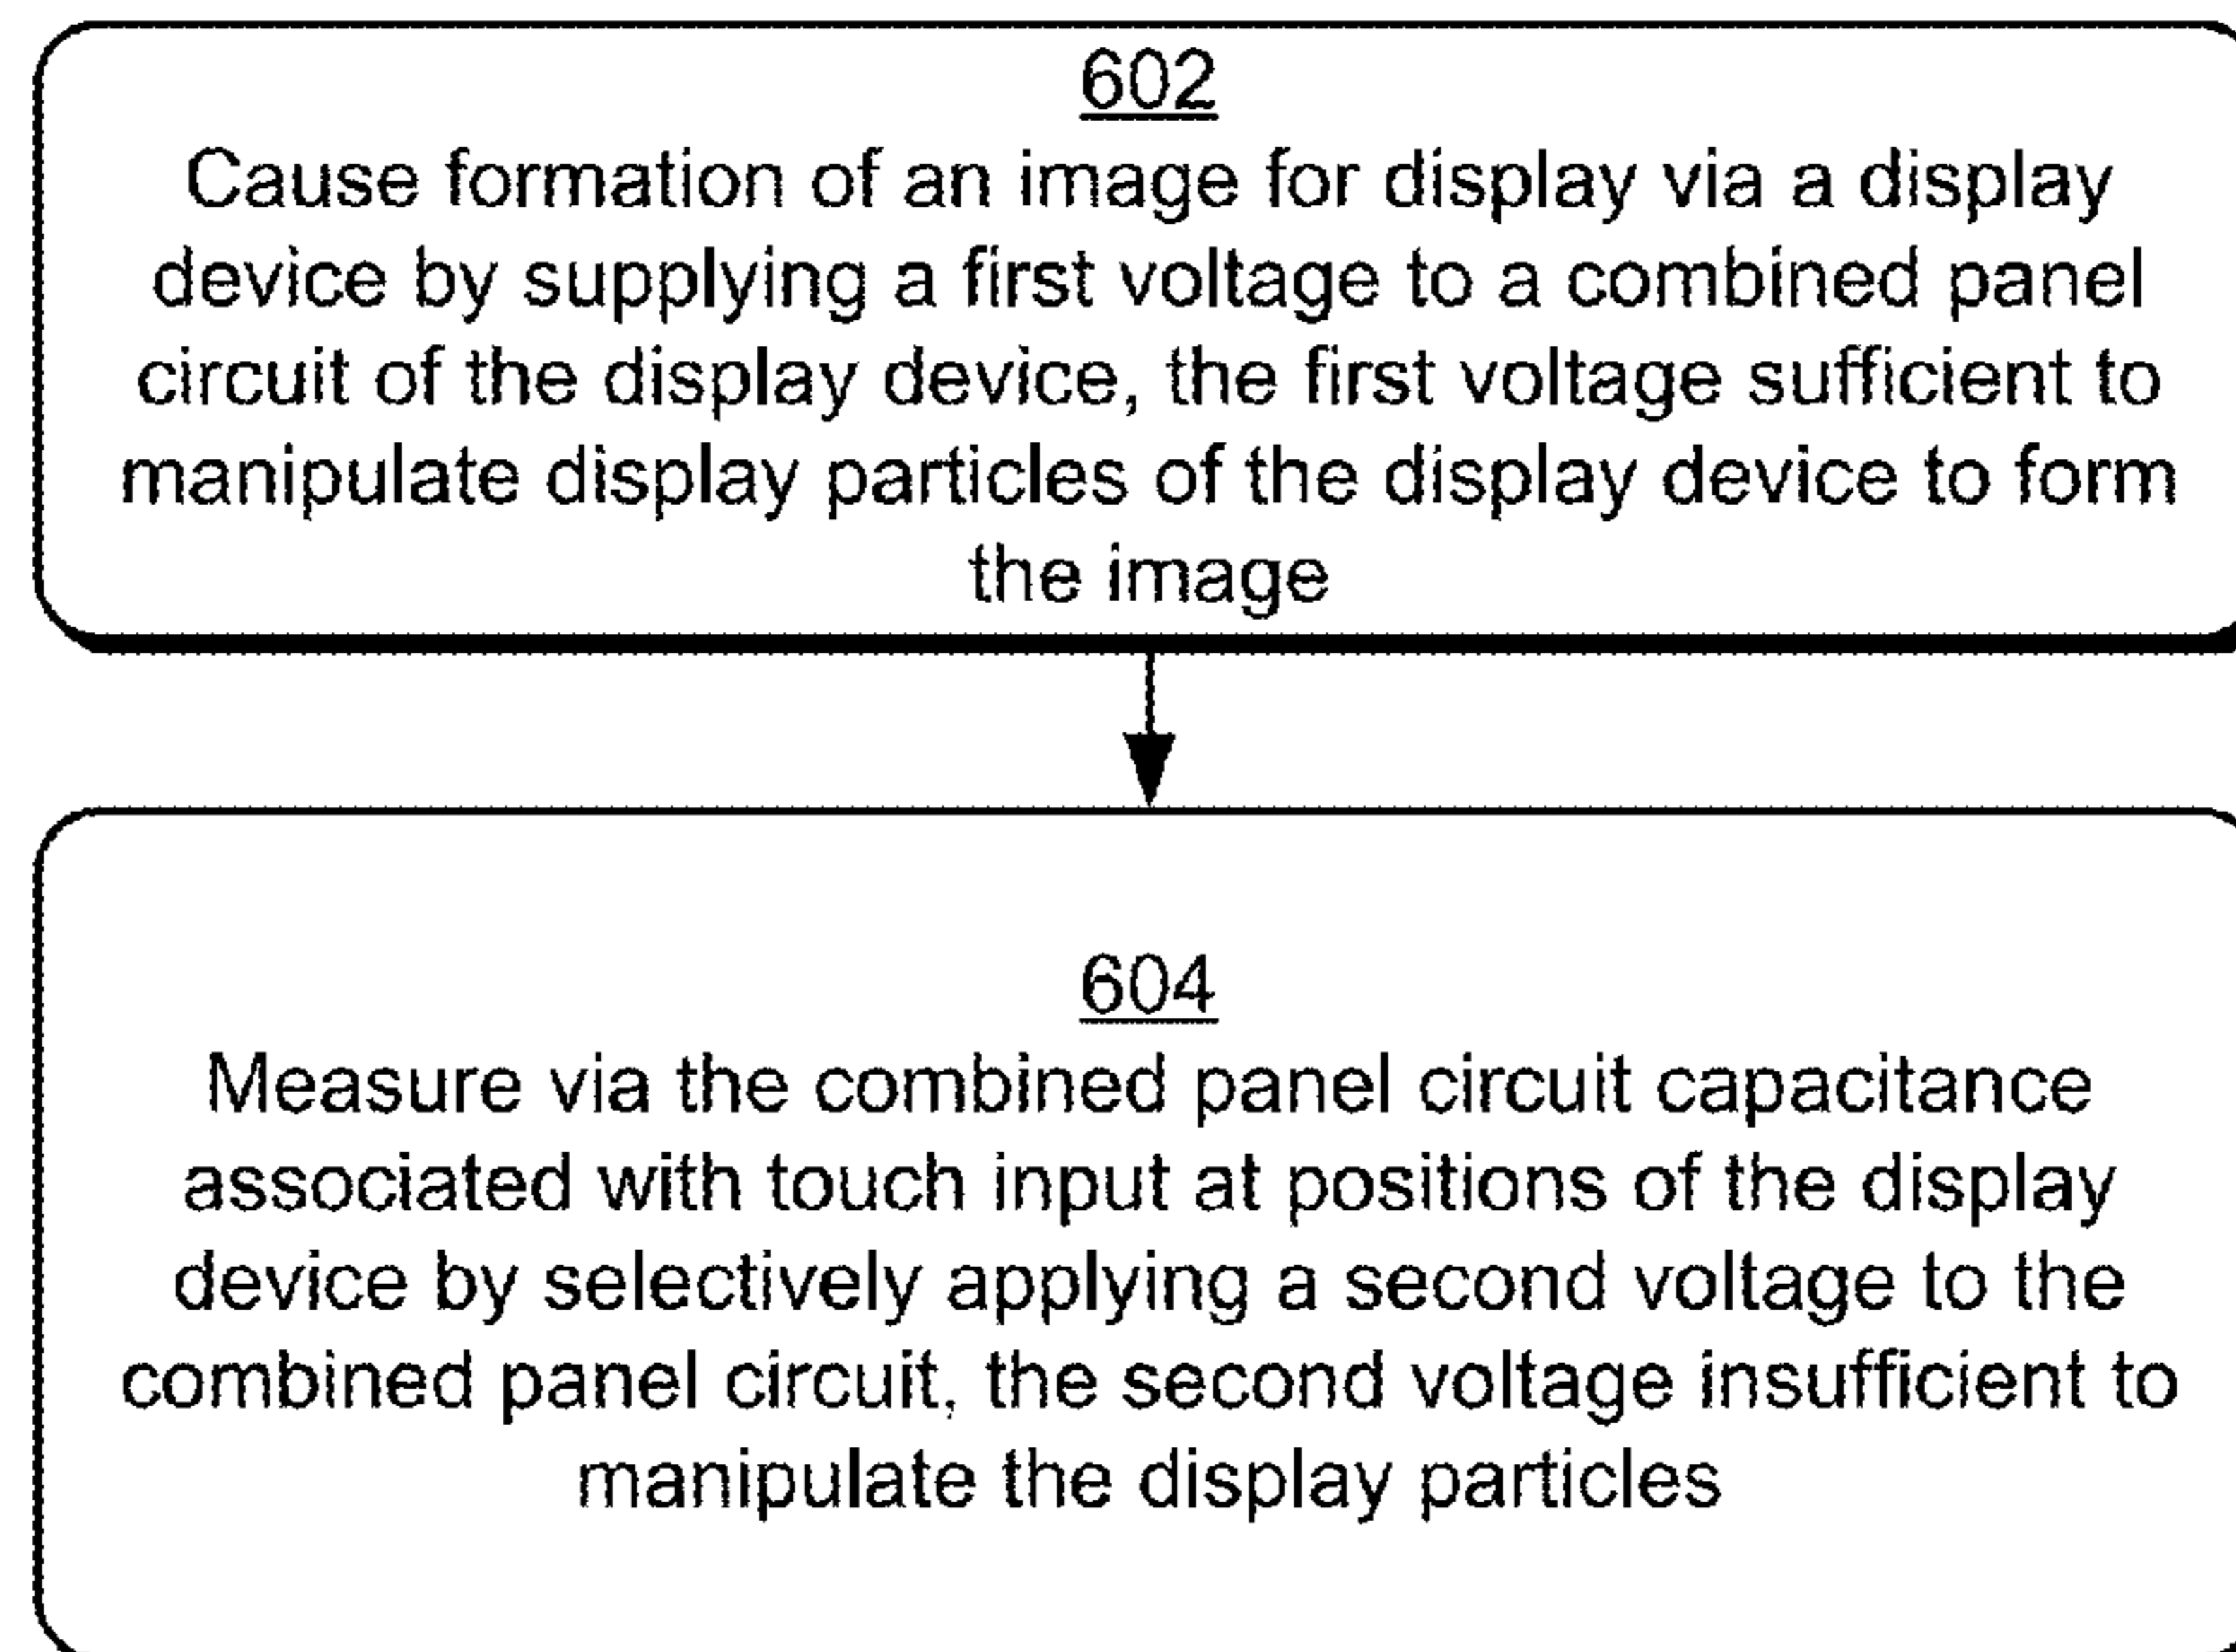 602
Cause formation of an image for display via a display
device by supplying a first voltage to a combined panel
circuit of the display device, the first voltage sufficient to
manipulate display particles of the display device to form
the image
604
Measure via the combined panel circuit capacitance
associated with touch input at positions of the display
device by selectively applying a second voltage to the
combined panel circuit, the second voltage insufficient to
manipulate the display particles